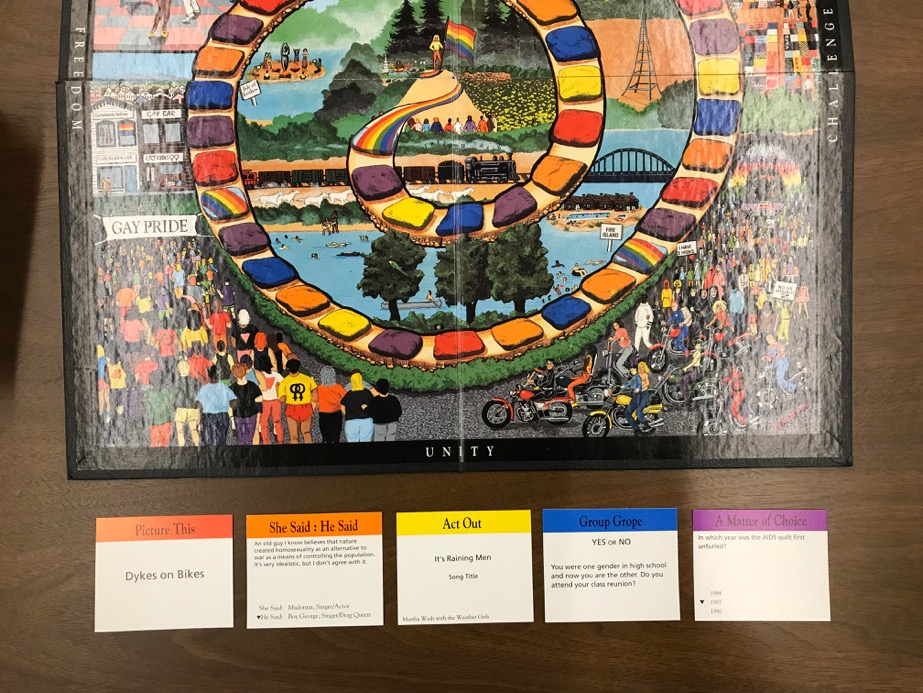 FREEDOM
CHALLENGE
GAY BAR
GAY PRIDE
FIRE
ISLAND
I HAVE
UNITY
Picture This
Dykes on Bikes
She Said : He Said
An old guy I know believes that nature
created homosexuality as an alternative to
war as a means of controlling the population.
It's very idealistic, but I don't agree with it.
She Said: Madonna, Singer/Actor
♥He Said: Boy George, Singer/Drag Queen
Act Out
It's Raining Men
Song Title
Martha Wash with the Weather Girls
Group Grope
YES OR NO
You were one gender in high school
and now you are the other. Do you
attend your class reunion?
A Matter of Choice
In which year was the AIDS quilt first
unfurled?
1984
♥ 1987
1990